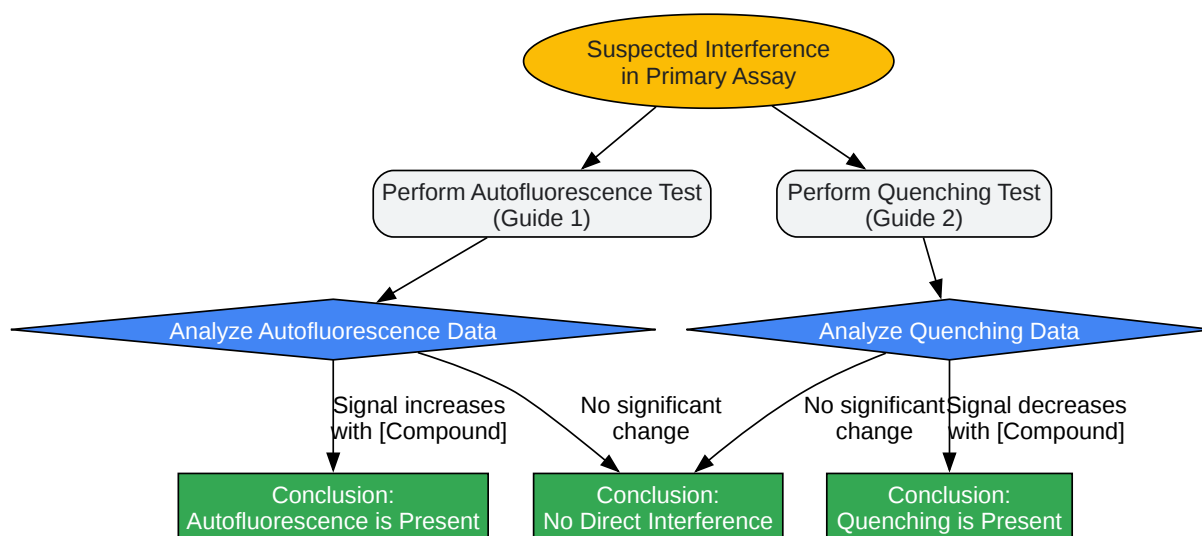 Suspected Interference
in Primary Assay
Perform Autofluorescence Test
(Guide 1)
Perform Quenching Test
(Guide 2)
Analyze Autofluorescence Data
Analyze Quenching Data
Signal increases
with [Compound]
No significant
change
No significant
change
Signal decreases
with [Compound]
Conclusion:
Autofluorescence is Present
Conclusion:
No Direct Interference
Conclusion:
Quenching is Present